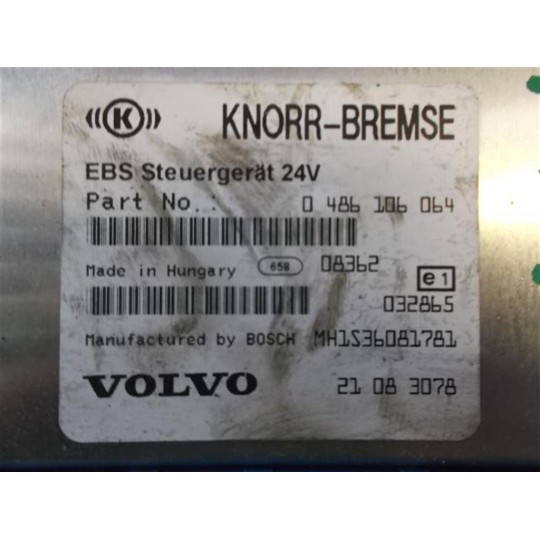 K KNORR-BREMSE
EBS Steuergerät 24V
Part No.: 0 486 106 064
Made in Hungary 658 08362
e1
032865
Manufactured by BOSCH MH1S36081781
VOLVO 21 08 3078